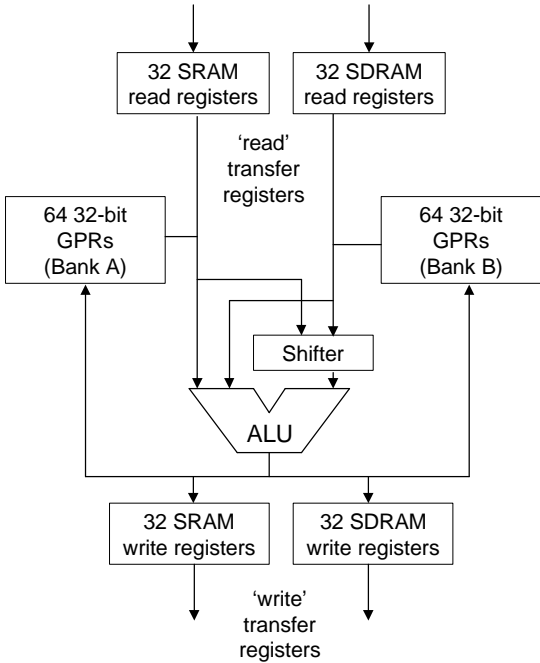 32 SRAM
read registers
32 SDRAM
read registers
‘read’
transfer
registers
64 32-bit
GPRs
(Bank A)
64 32-bit
GPRs
(Bank B)
Shifter
ALU
32 SRAM
write registers
32 SDRAM
write registers
‘write’
transfer
registers